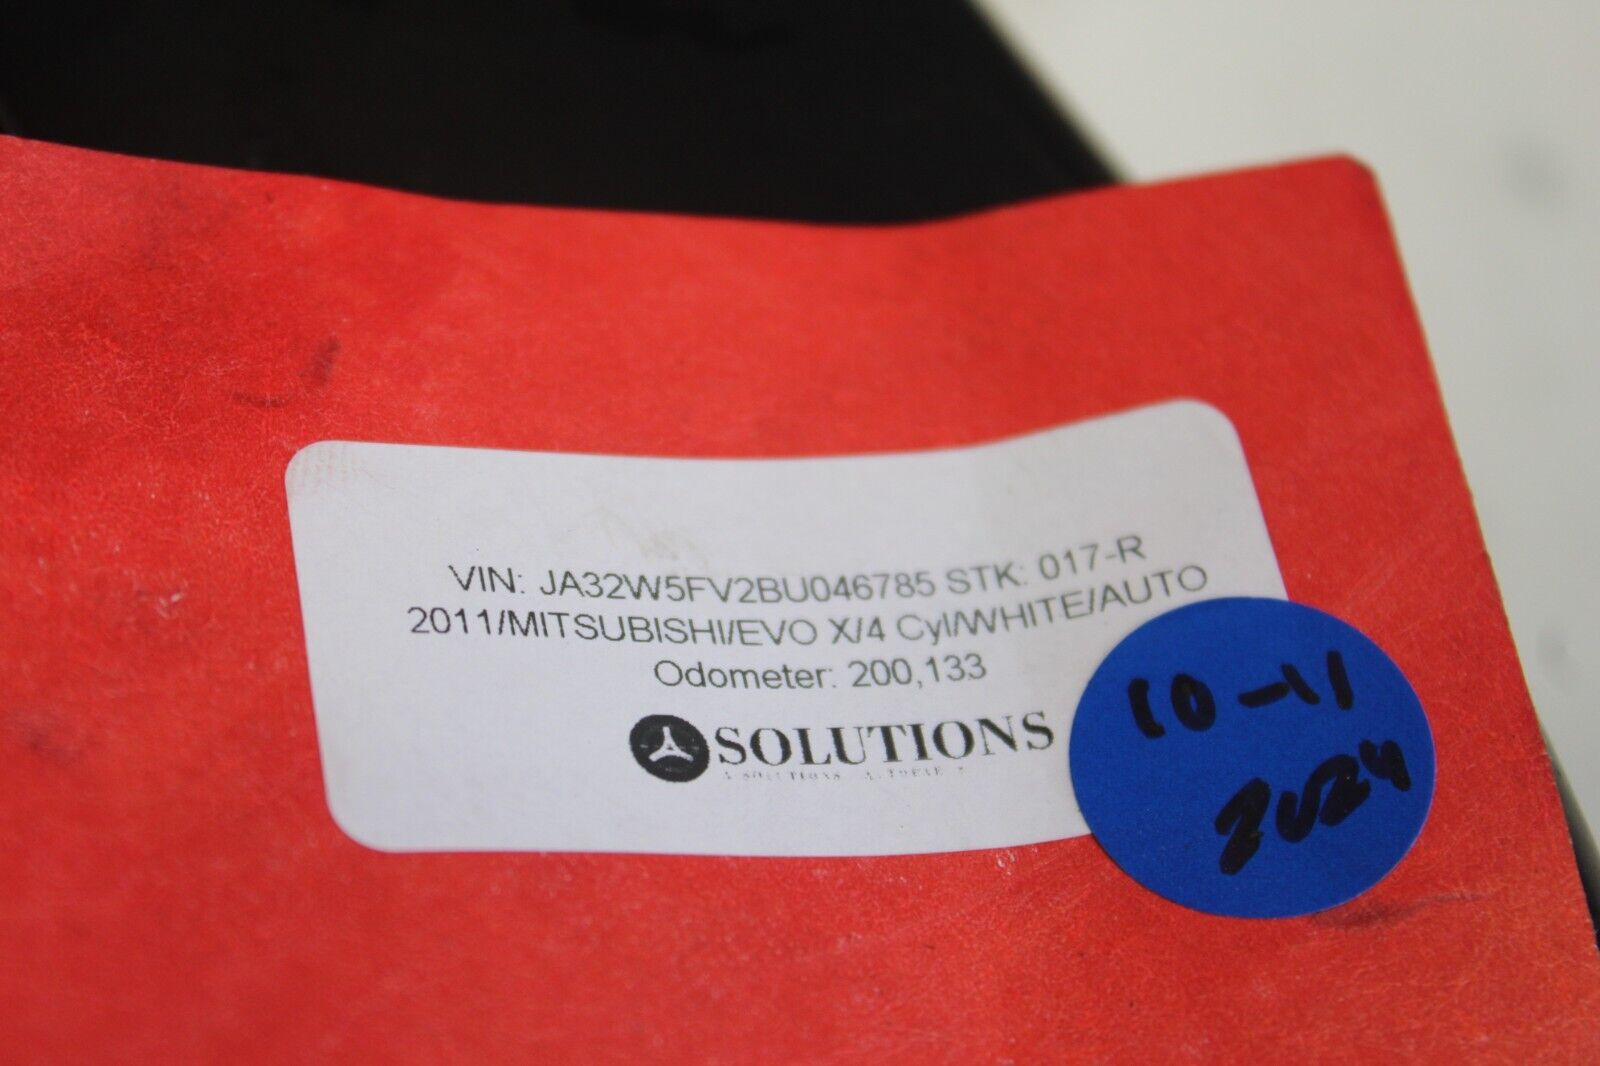 VIN: JA32W5FV2BU046785 STK: 017-R
2011/MITSUBISHI/EVO X/4 Cyl/WHITE/AUTO
Odometer: 200,133
SOLUTIONS
10-11
2024